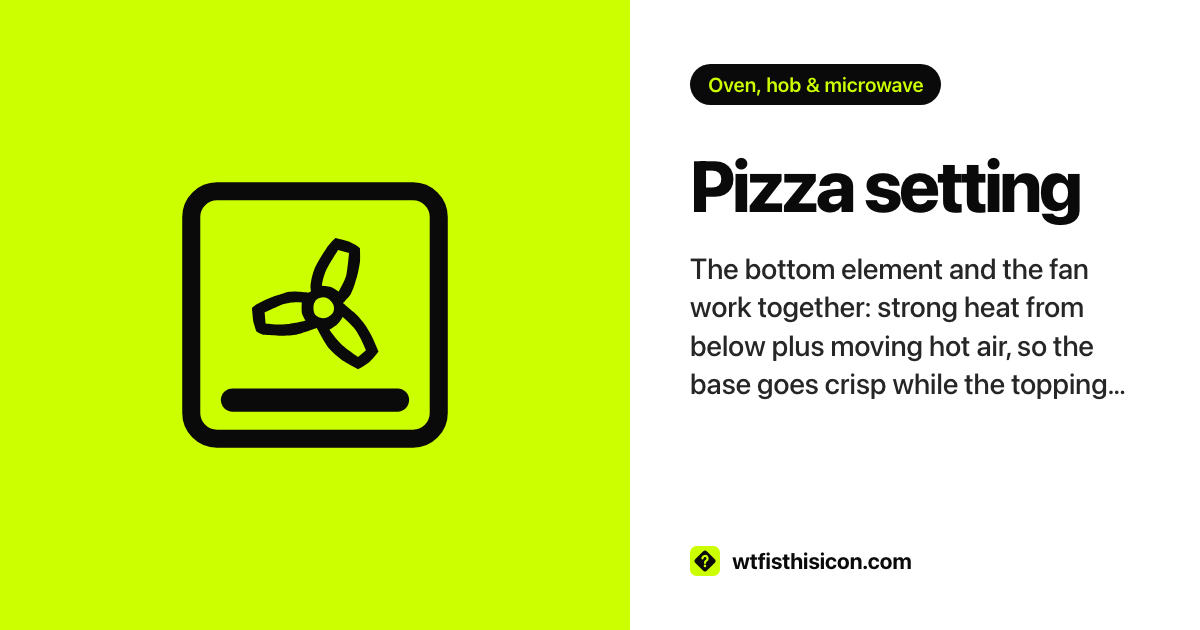 Oven, hob & microwave
Pizza setting
The bottom element and the fan
work together: strong heat from
below plus moving hot air, so the
base goes crisp while the topping...
wtfisthisicon.com